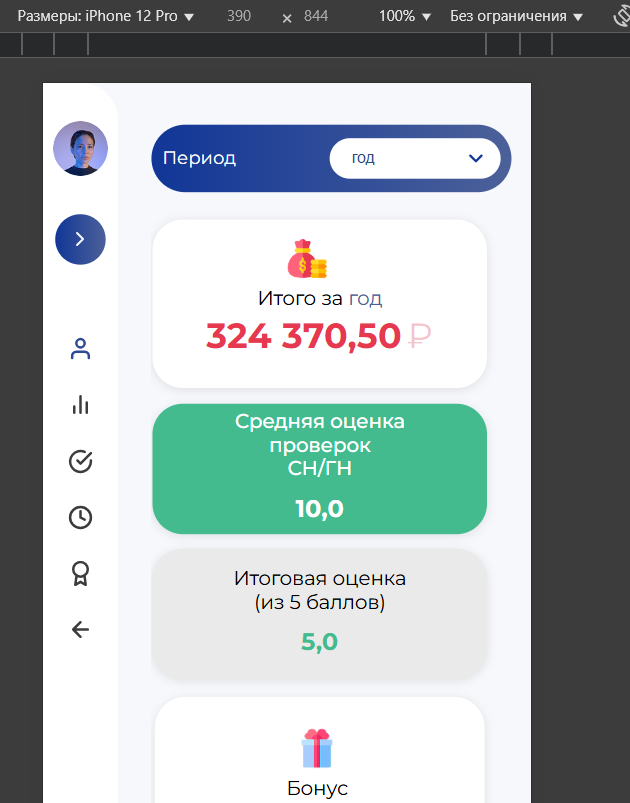 Размеры: iPhone 12 Pro 390 × 844 100% Без ограничения
Период
год
Итого за год
324 370,50 ₽
Средняя оценка
проверок
СН/ГН
10,0
Итоговая оценка
(из 5 баллов)
5,0
Бонус